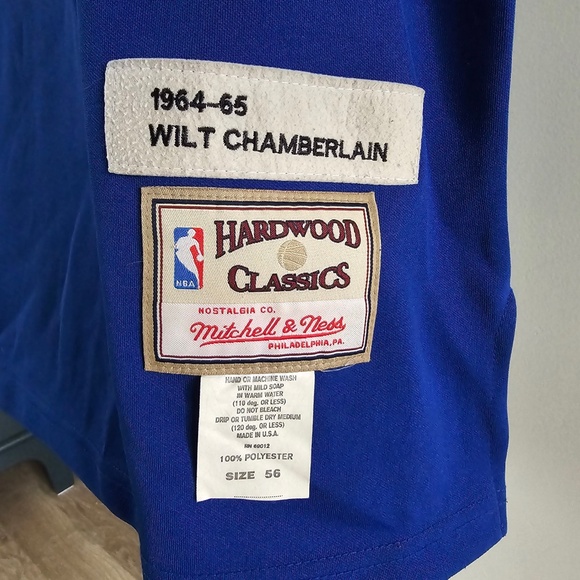 1964-65
WILT CHAMBERLAIN
HARDWOOD
CLASSICS
NBA
NOSTALGIA CO.
Mitchell & Ness
PHILADELPHIA, PA.
HAND OR MACHINE WASH
WITH MILD SOAP
IN WARM WATER
(110 deg. OR LESS)
DO NOT BLEACH
DRIP OR TUMBLE DRY MEDIUM
(120 deg. OR LESS)
MADE IN U.S.A.
RN 69012
100% POLYESTER
SIZE 56